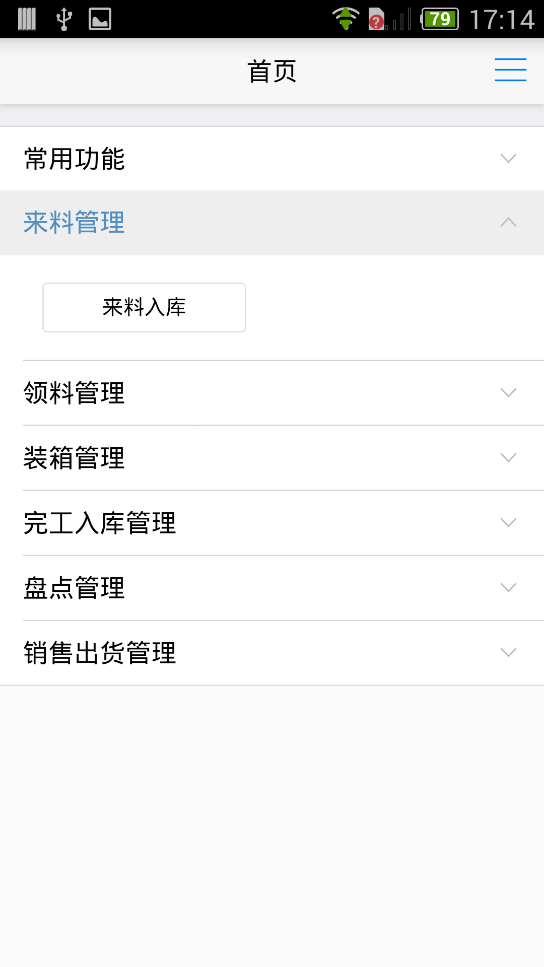 79 17:14
首页
常用功能
来料管理
来料入库
领料管理
装箱管理
完工入库管理
盘点管理
销售出货管理